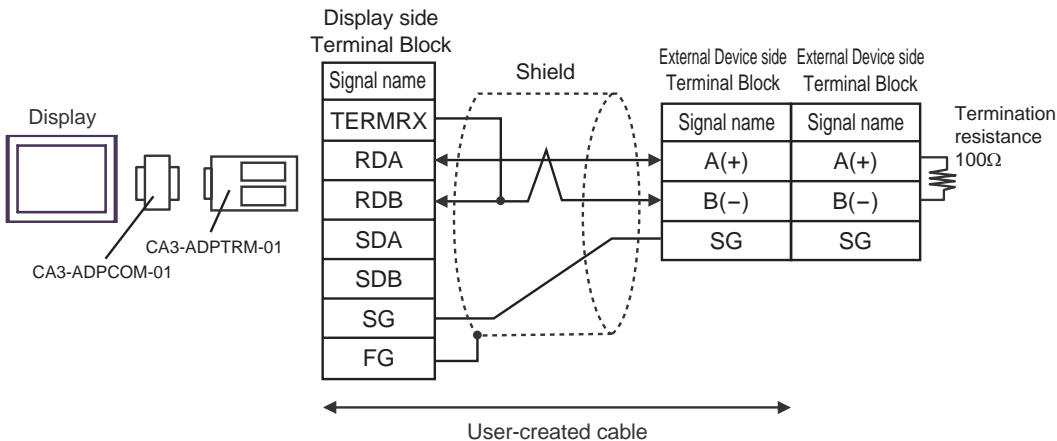 Display
CA3-ADPCOM-01
CA3-ADPTRM-01
Display side
Terminal Block
Signal name
TERMRX
RDA
RDB
SDA
SDB
SG
FG
Shield
External Device side
Terminal Block
Signal name
A(+)
B(−)
SG
External Device side
Terminal Block
Signal name
A(+)
B(−)
SG
Termination
resistance
100Ω
User-created cable